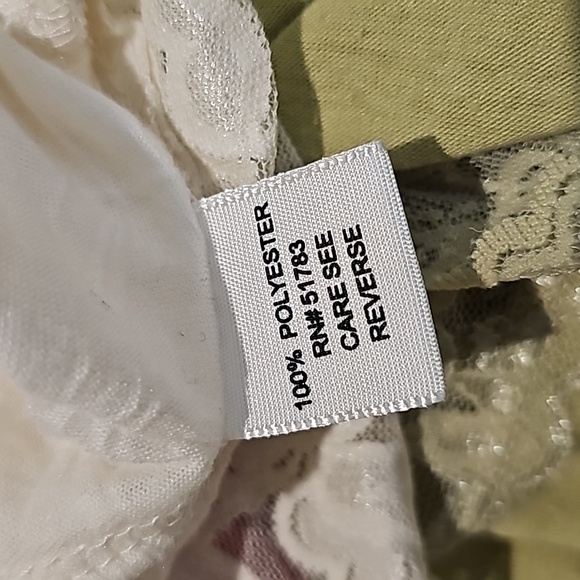 100% POLYESTER
RN# 51783
CARE SEE
REVERSE